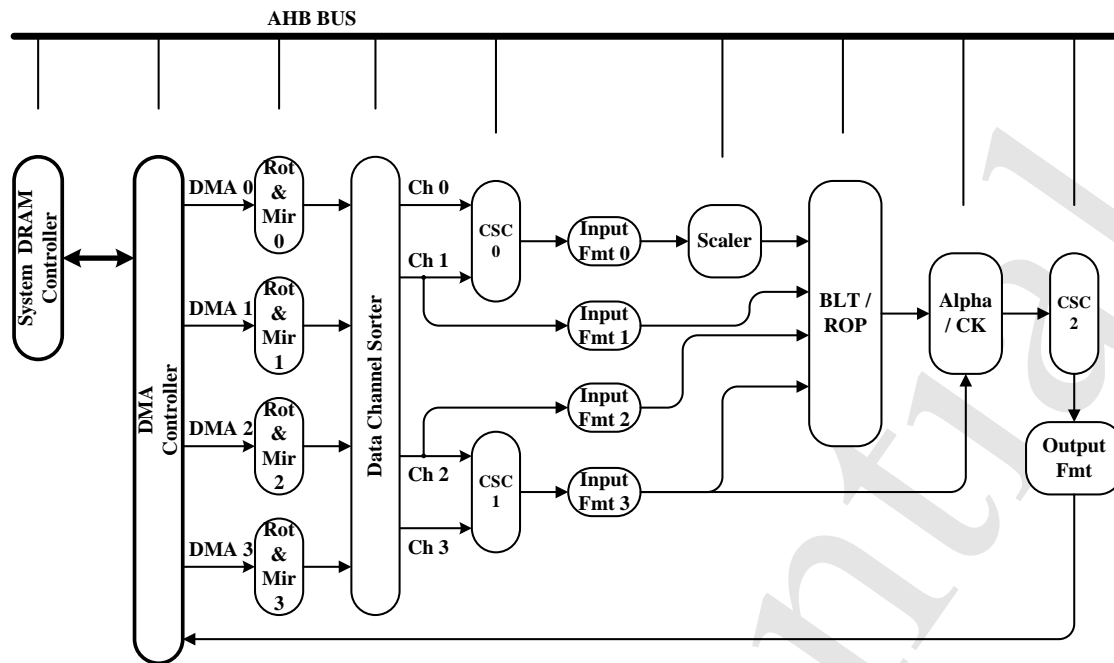 AHB BUS
System DRAM
Controller
DMA
Controller
DMA 0
DMA 1
DMA 2
DMA 3
Rot
&
Mir
0
Rot
&
Mir
1
Rot
&
Mir
2
Rot
&
Mir
3
Data Channel Sorter
Ch 0
Ch 1
Ch 2
Ch 3
CSC
0
CSC
1
Input
Fmt 0
Input
Fmt 1
Input
Fmt 2
Input
Fmt 3
Scaler
BLT /
ROP
Alpha
/ CK
CSC
2
Output
Fmt
ntial